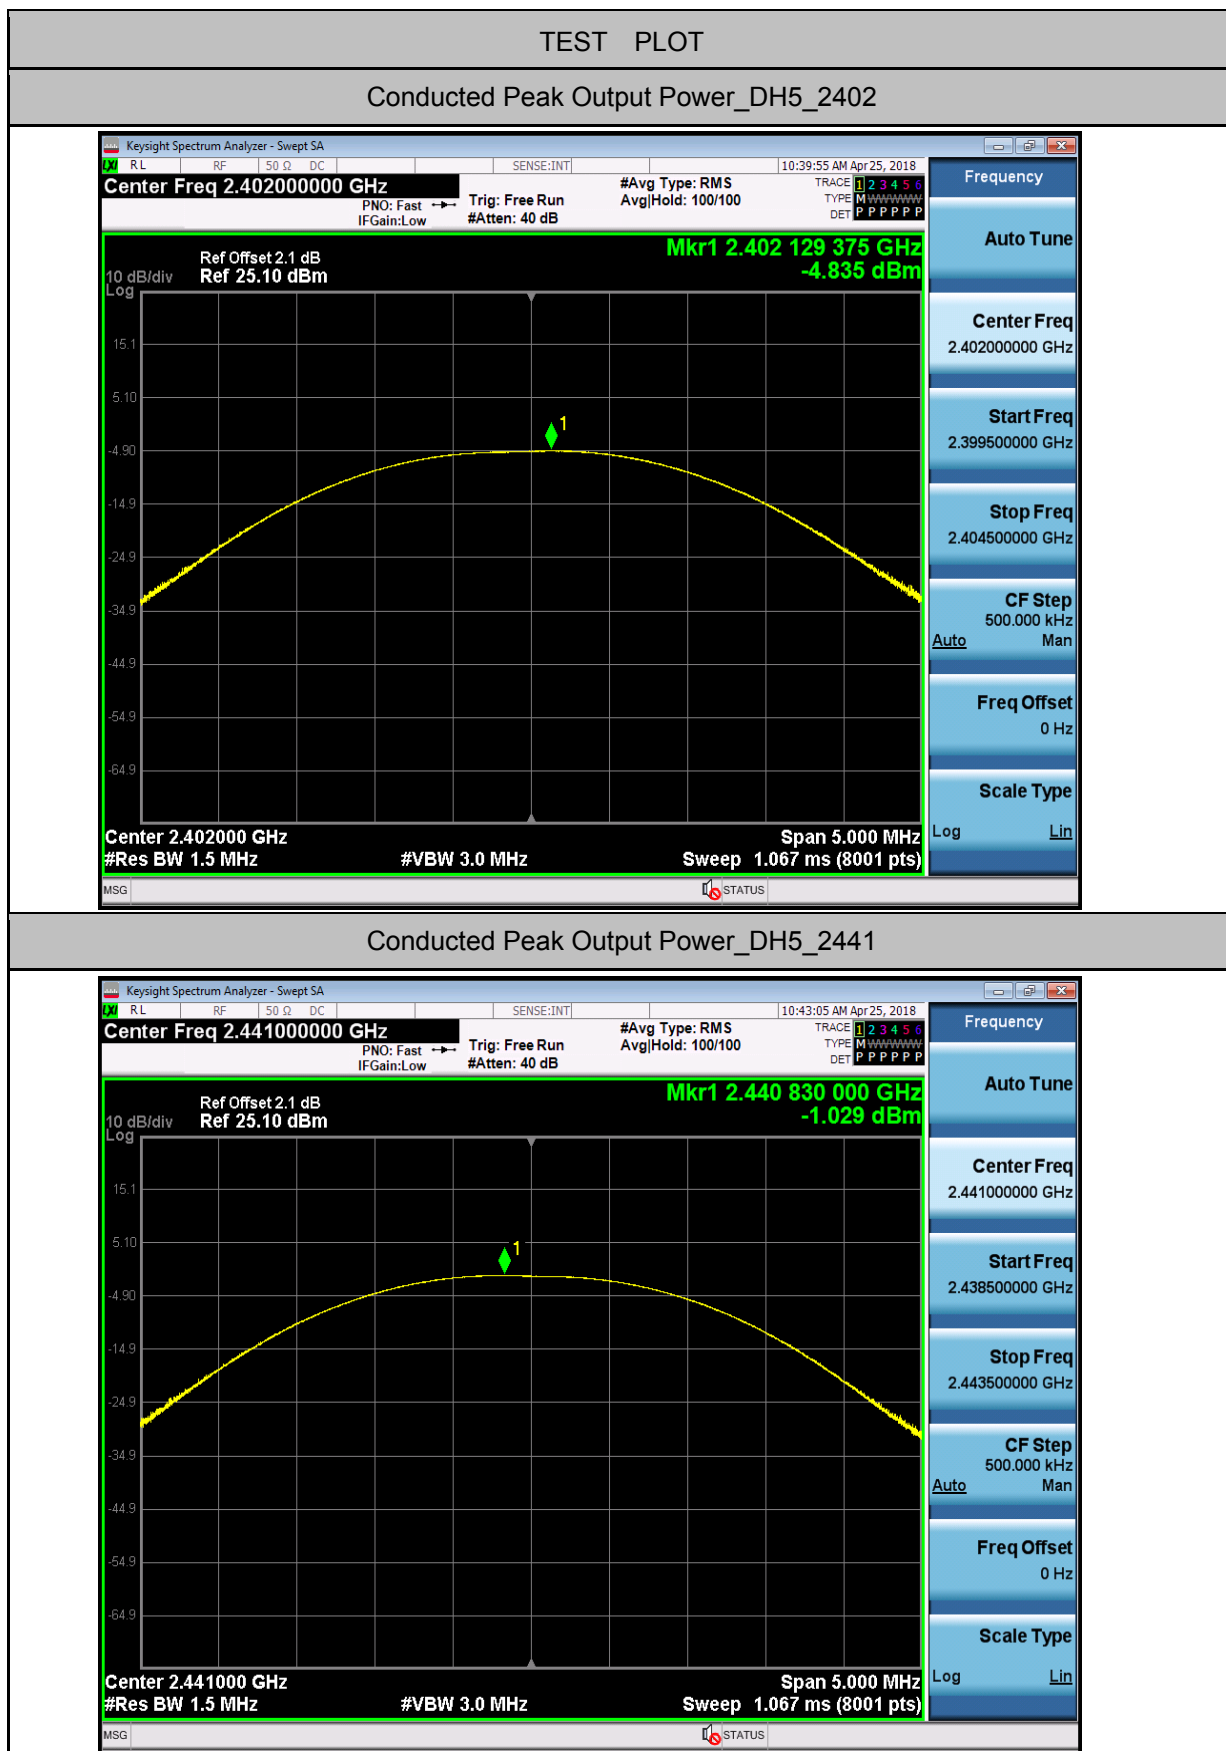 TEST PLOT
Conducted Peak Output Power_DH5_2402
Keysight Spectrum Analyzer - Swept SA
LXI RL RF 50 Ω DC SENSE:INT 10:39:55 AM Apr 25, 2018
Center Freq 2.402000000 GHz
PNO: Fast
IFGain:Low
Trig: Free Run
#Atten: 40 dB
#Avg Type: RMS
Avg|Hold: 100/100
TRACE 1 2 3 4 5 6
TYPE M WWWWW
DET P P P P P P
Mkr1 2.402 129 375 GHz
-4.835 dBm
Ref Offset 2.1 dB
10 dB/div Ref 25.10 dBm
Log
15.1
5.10
1
-4.90
-14.9
-24.9
-34.9
-44.9
-54.9
-64.9
Center 2.402000 GHz Span 5.000 MHz
#Res BW 1.5 MHz #VBW 3.0 MHz Sweep 1.067 ms (8001 pts)
MSG STATUS
Frequency
Auto Tune
Center Freq
2.402000000 GHz
Start Freq
2.399500000 GHz
Stop Freq
2.404500000 GHz
CF Step
500.000 kHz
Auto Man
Freq Offset
0 Hz
Scale Type
Log Lin
Conducted Peak Output Power_DH5_2441
Keysight Spectrum Analyzer - Swept SA
LXI RL RF 50 Ω DC SENSE:INT 10:43:05 AM Apr 25, 2018
Center Freq 2.441000000 GHz
PNO: Fast
IFGain:Low
Trig: Free Run
#Atten: 40 dB
#Avg Type: RMS
Avg|Hold: 100/100
TRACE 1 2 3 4 5 6
TYPE M WWWWW
DET P P P P P P
Mkr1 2.440 830 000 GHz
-1.029 dBm
Ref Offset 2.1 dB
10 dB/div Ref 25.10 dBm
Log
15.1
5.10
1
-4.90
-14.9
-24.9
-34.9
-44.9
-54.9
-64.9
Center 2.441000 GHz Span 5.000 MHz
#Res BW 1.5 MHz #VBW 3.0 MHz Sweep 1.067 ms (8001 pts)
MSG STATUS
Frequency
Auto Tune
Center Freq
2.441000000 GHz
Start Freq
2.438500000 GHz
Stop Freq
2.443500000 GHz
CF Step
500.000 kHz
Auto Man
Freq Offset
0 Hz
Scale Type
Log Lin